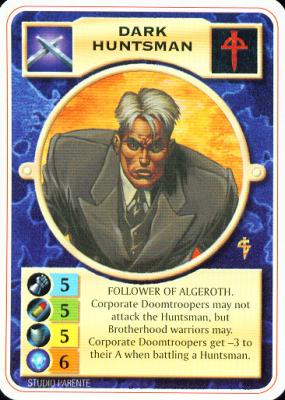 DARK
HUNTSMAN
5
5
5
6
FOLLOWER OF ALGEROTH.
Corporate Doomtroopers may not
attack the Huntsman, but
Brotherhood warriors may.
Corporate Doomtroopers get –3 to
their A when battling a Huntsman.
STUDIO PARENTE